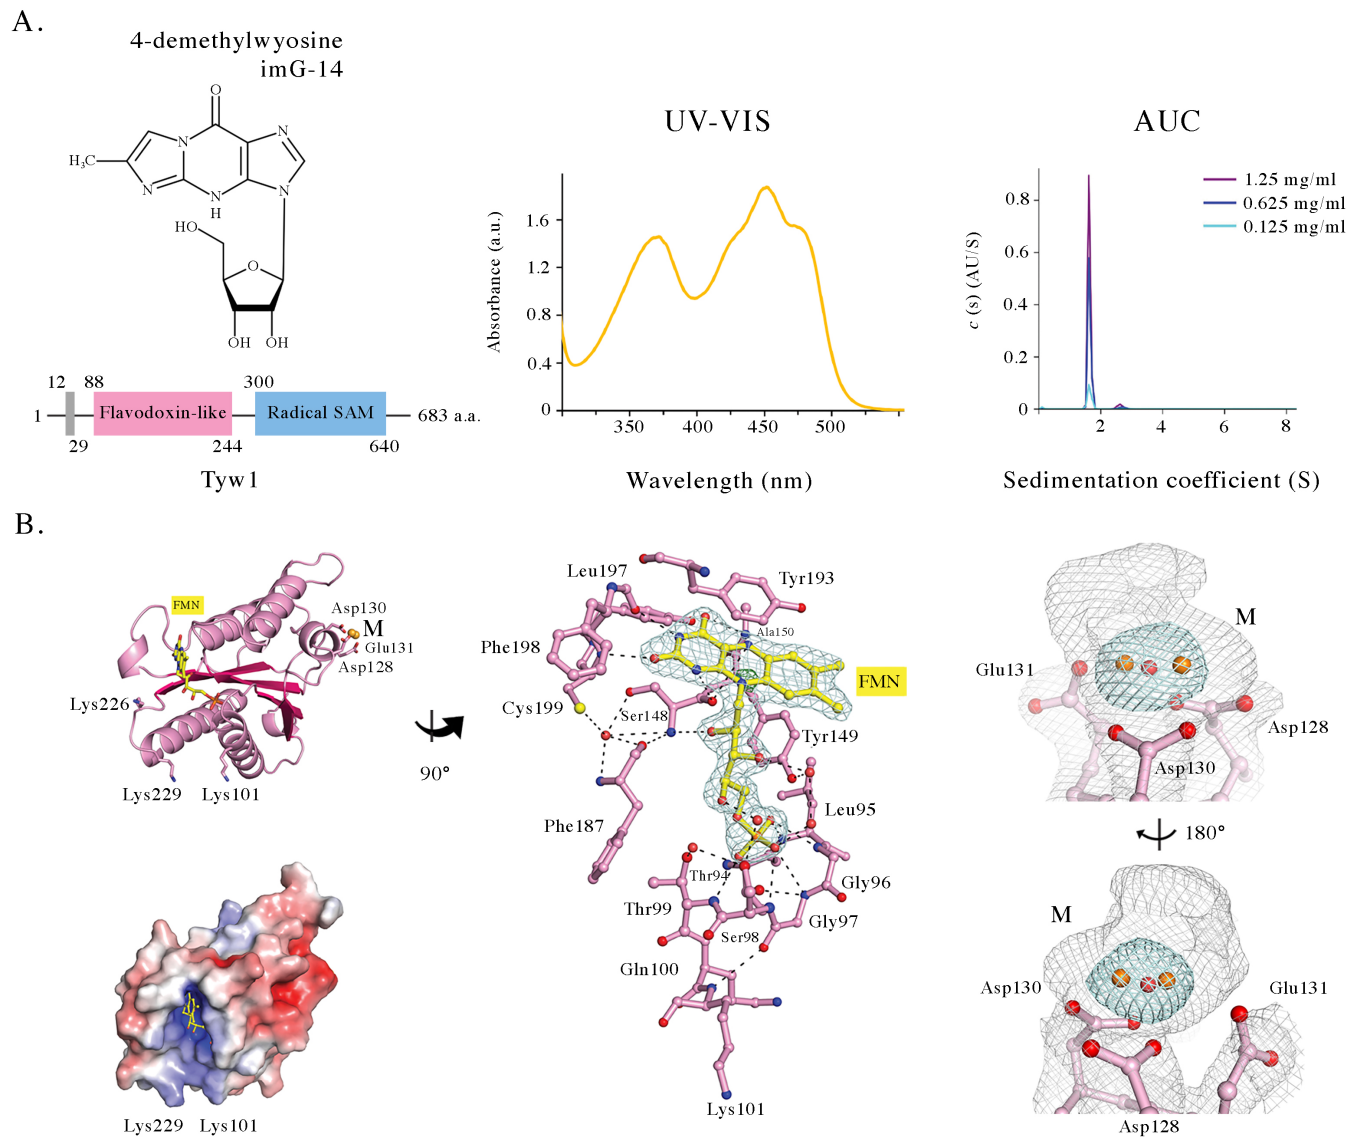 A.
4-demethylwyosine
imG-14
O
N
N
H₃C
N
N
H
N
HO
O
OH
OH
12
88
300
1
Flavodoxin-like
Radical SAM
683 a.a.
29
244
640
Tyw1
UV-VIS
Absorbance (a.u.)
1.6
1.2
0.8
0.4
0
350
400
450
500
Wavelength (nm)
AUC
1.25 mg/ml
0.625 mg/ml
0.125 mg/ml
c (s) (AU/S)
0.8
0.6
0.4
0.2
0
2
4
6
8
Sedimentation coefficient (S)
B.
FMN
Asp130
M
Glu131
Asp128
Lys226
Lys229
Lys101
90°
Lys229
Lys101
Leu197
Tyr193
Ala150
Phe198
FMN
Cys199
Ser148
Tyr149
Leu95
Phe187
Thr94
Gly96
Thr99
Gly97
Ser98
Gln100
Lys101
M
Glu131
Asp128
Asp130
180°
M
Asp130
Glu131
Asp128